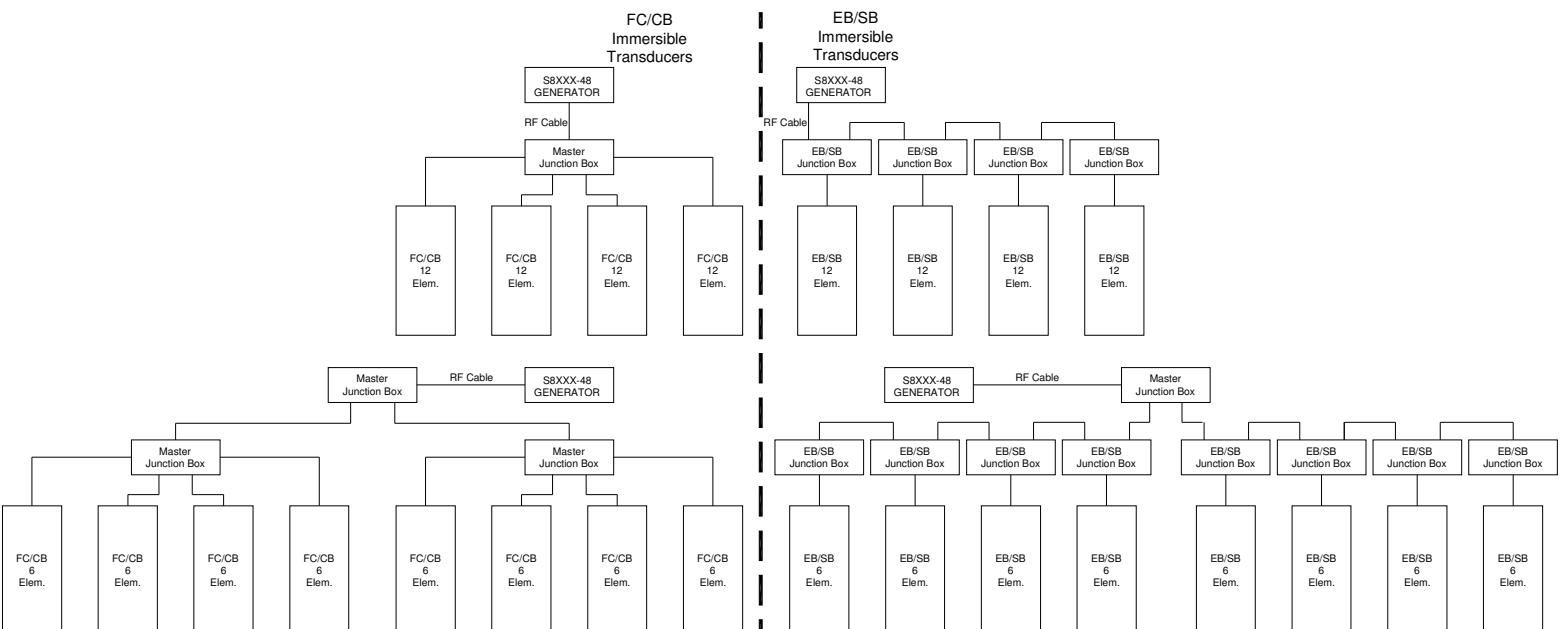 FC/CB
Immersible
Transducers
S8XXX-48
GENERATOR
RF Cable
Master
Junction Box
FC/CB
12
Elem.
FC/CB
12
Elem.
FC/CB
12
Elem.
FC/CB
12
Elem.
EB/SB
Immersible
Transducers
S8XXX-48
GENERATOR
RF Cable
EB/SB
Junction Box
EB/SB
Junction Box
EB/SB
Junction Box
EB/SB
Junction Box
EB/SB
12
Elem.
EB/SB
12
Elem.
EB/SB
12
Elem.
EB/SB
12
Elem.
Master
Junction Box
RF Cable
S8XXX-48
GENERATOR
Master
Junction Box
Master
Junction Box
FC/CB
6
Elem.
FC/CB
6
Elem.
FC/CB
6
Elem.
FC/CB
6
Elem.
FC/CB
6
Elem.
FC/CB
6
Elem.
FC/CB
6
Elem.
FC/CB
6
Elem.
S8XXX-48
GENERATOR
RF Cable
Master
Junction Box
EB/SB
Junction Box
EB/SB
Junction Box
EB/SB
Junction Box
EB/SB
Junction Box
EB/SB
Junction Box
EB/SB
Junction Box
EB/SB
Junction Box
EB/SB
Junction Box
EB/SB
6
Elem.
EB/SB
6
Elem.
EB/SB
6
Elem.
EB/SB
6
Elem.
EB/SB
6
Elem.
EB/SB
6
Elem.
EB/SB
6
Elem.
EB/SB
6
Elem.